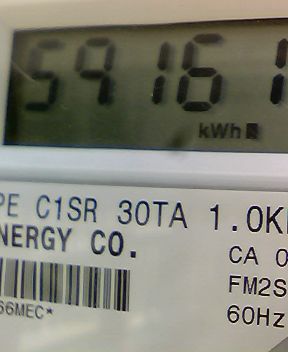 59161
kWh
PE C1SR 30TA 1.0K
NERGY CO.
CA 0
FM2S
60Hz
66MEC*